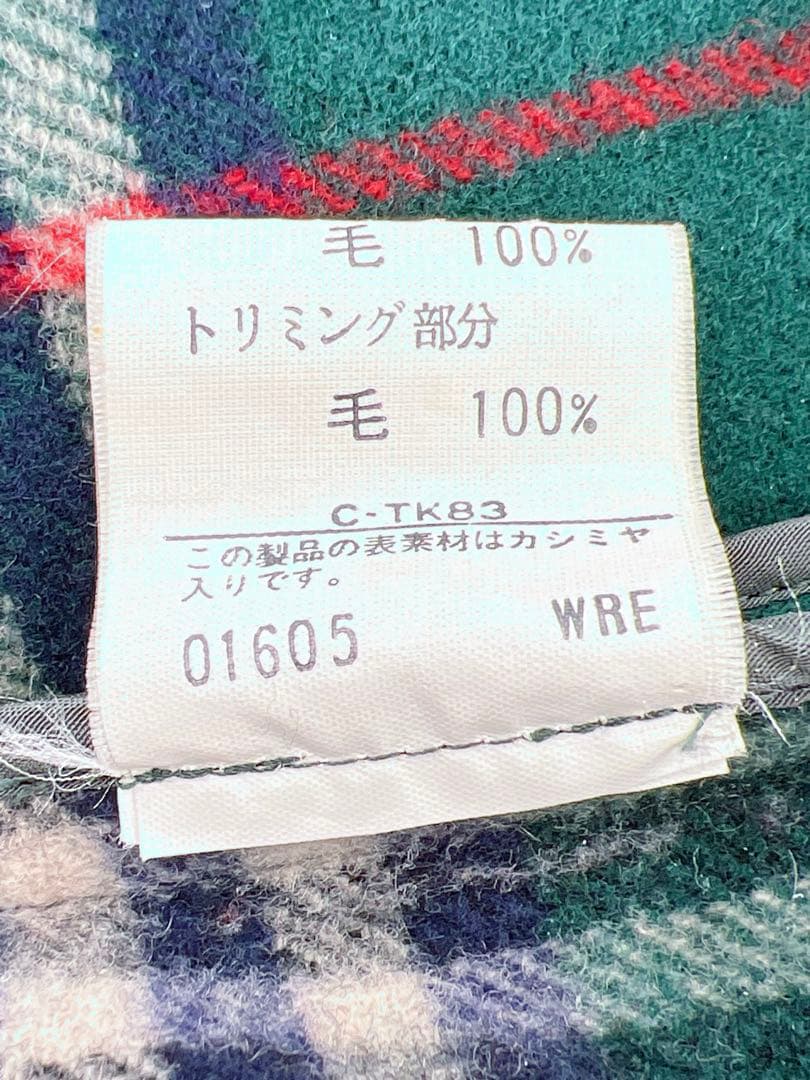 毛 100%
トリミング部分
毛 100%
C-TK83
この製品の表素材はカシミヤ
入りです。
01605 WRE